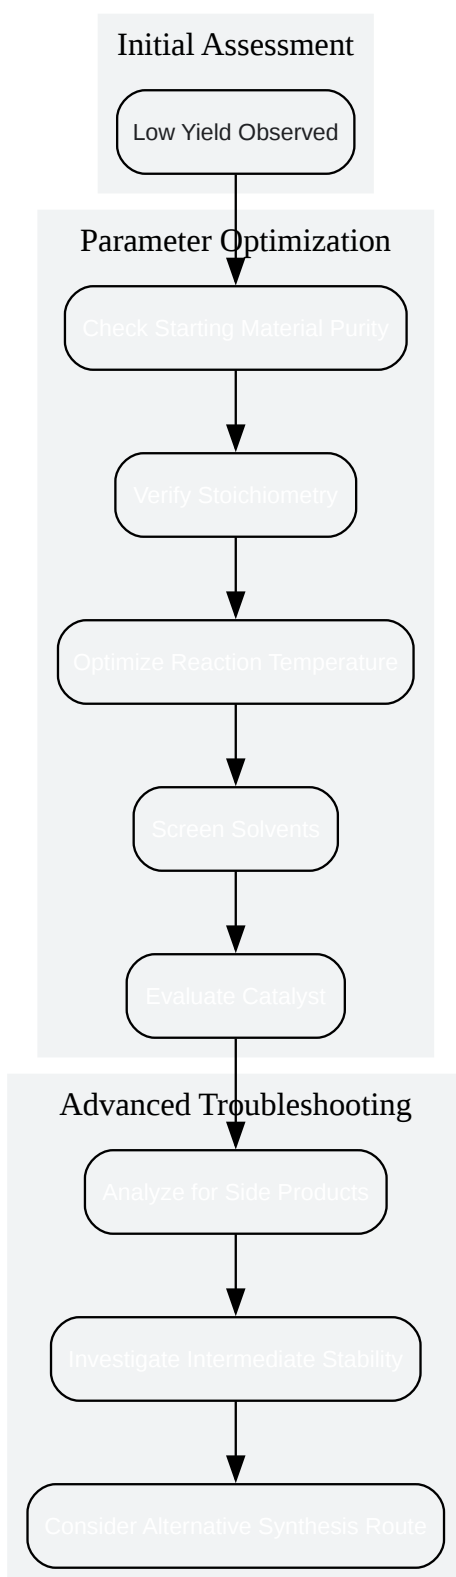 Initial Assessment
Low Yield Observed
Parameter Optimization
Check Starting Material Purity
Verify Stoichiometry
Optimize Reaction Temperature
Screen Solvents
Evaluate Catalyst
Advanced Troubleshooting
Analyze for Side Products
Investigate Intermediate Stability
Consider Alternative Synthesis Route